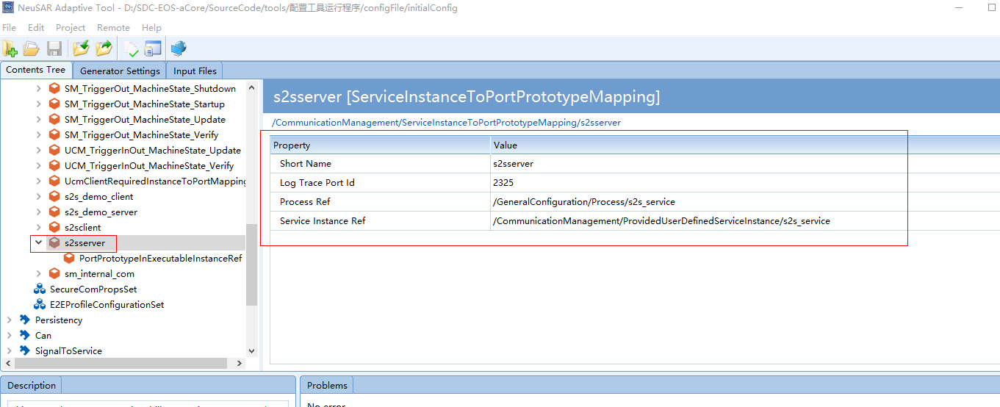 NeuSAR Adaptive Tool - D:/SDC-EOS-aCore/SourceCode/tools/配置工具运行程序/configFile/initialConfig
File Edit Project Remote Help
Contents Tree Generator Settings Input Files
SM_TriggerOut_MachineState_Shutdown
SM_TriggerOut_MachineState_Startup
SM_TriggerOut_MachineState_Update
SM_TriggerOut_MachineState_Verify
UCM_TriggerInOut_MachineState_Update
UCM_TriggerInOut_MachineState_Verify
UcmClientRequiredInstanceToPortMapping
s2s_demo_client
s2s_demo_server
s2sclient
s2sserver
PortPrototypeInExecutableInstanceRef
sm_internal_com
SecureComPropsSet
E2EProfileConfigurationSet
Persistency
Can
SignalToService
s2sserver [ServiceInstanceToPortPrototypeMapping]
/CommunicationManagement/ServiceInstanceToPortPrototypeMapping/s2sserver
Property Value
Short Name s2sserver
Log Trace Port Id 2325
Process Ref /GeneralConfiguration/Process/s2s_service
Service Instance Ref /CommunicationManagement/ProvidedUserDefinedServiceInstance/s2s_service
Description
Problems
No error